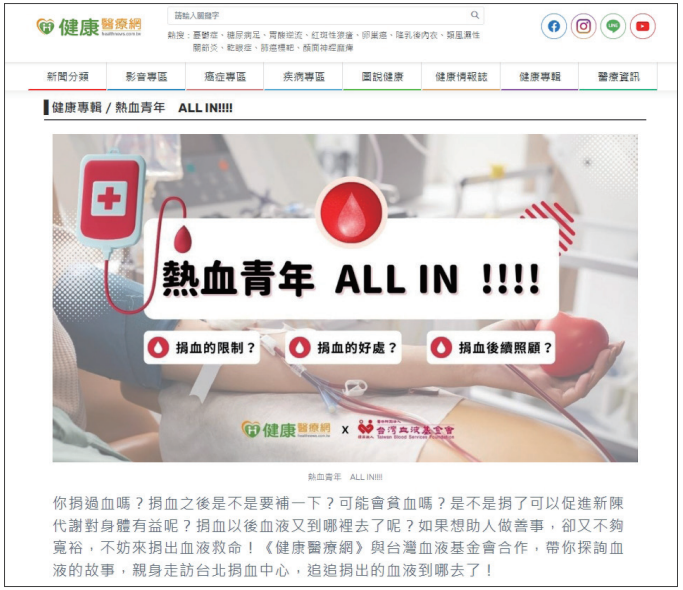 健康醫療網
healthnews.com.tw
請輸入關鍵字
熱搜：憂鬱症、糖尿病足、胃酸逆流、紅斑性狼瘡、卵巢癌、隆乳後內衣、類風濕性
關節炎、乾眼症、肺癌標靶、顏面神經麻痺
新聞分類 影音專區 癌症專區 疾病專區 圖說健康 健康情報誌 健康專輯 醫療資訊
健康專輯 / 熱血青年 ALL IN!!!!
熱血青年 ALL IN !!!!
捐血的限制？ 捐血的好處？ 捐血後續照顧？
健康醫療網 x 台灣血液基金會
healthnews.com.tw Taiwan Blood Services Foundation
熱血青年 ALL IN!!!!
你捐過血嗎？捐血之後是不是要補一下？可能會貧血嗎？是不是捐了可以促進新陳
代謝對身體有益呢？捐血以後血液又到哪裡去了呢？如果想助人做善事，卻又不夠
寬裕，不妨來捐出血液救命！《健康醫療網》與台灣血液基金會合作，帶你探詢血
液的故事，親身走訪台北捐血中心，追追捐出的血液到哪去了！